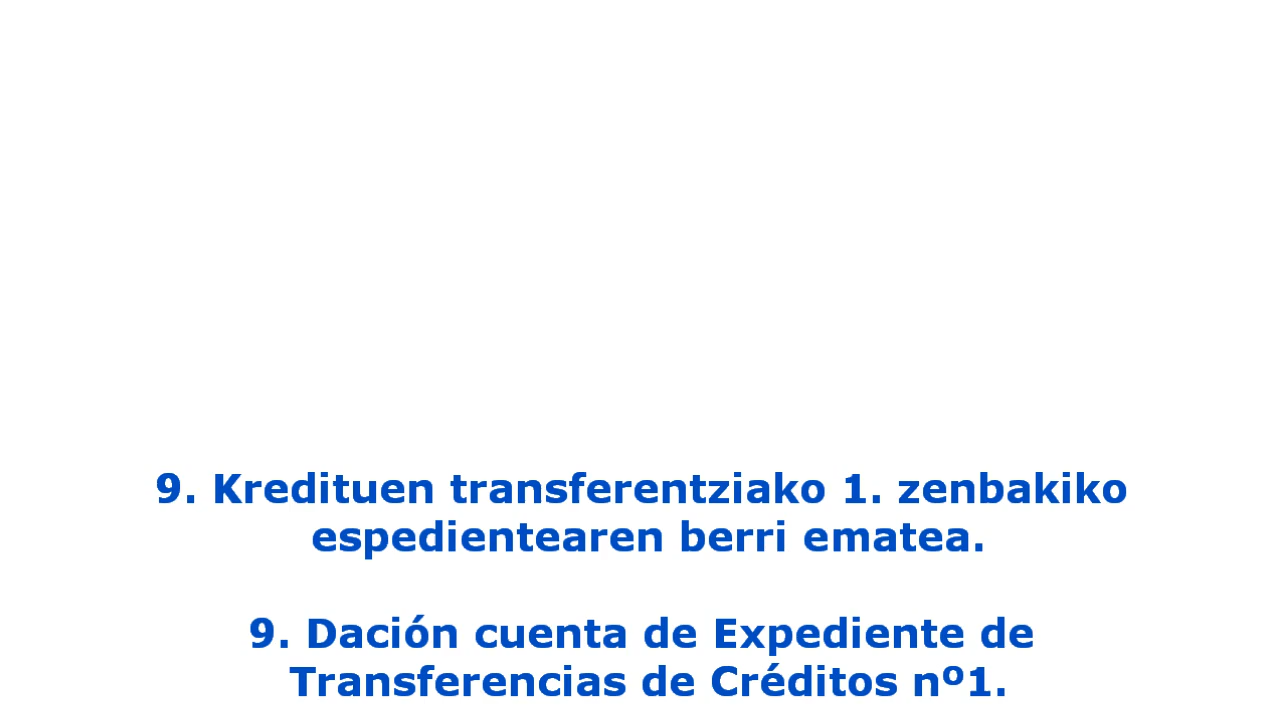 9. Kredituen transferentziako 1. zenbakiko
espedientearen berri ematea.
9. Dación cuenta de Expediente de
Transferencias de Créditos nº1.